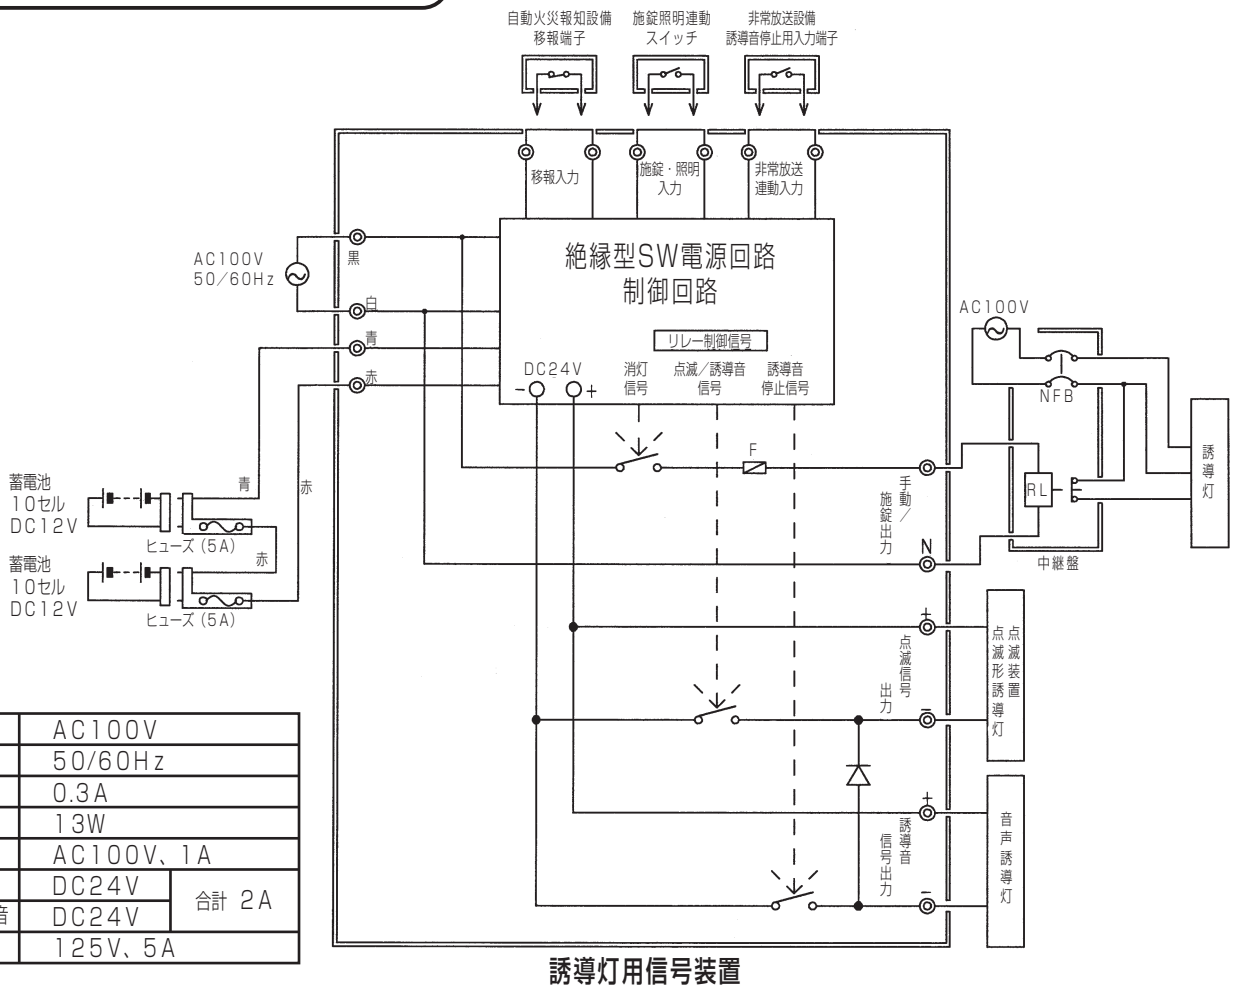 自動火災報知設備
移報端子
施錠照明連動
スイッチ
非常放送設備
誘導音停止用入力端子
移報入力
施錠・照明
入力
非常放送
連動入力
AC100V
50/60Hz
黒
白
青
赤
絶縁型SW電源回路
制御回路
リレー制御信号
DC24V
- +
消灯
信号
点滅/誘導音
信号
誘導音
停止信号
AC100V
NFB
誘導灯
RL
中継盤
F
手動/
施錠出力
N
蓄電池
10セル
DC12V
青
赤
ヒューズ(5A)
赤
蓄電池
10セル
DC12V
ヒューズ(5A)
+
点滅信号
出力
-
点滅装置
点滅形誘導灯
+
誘導音
信号出力
-
音声誘導灯
AC100V
50/60Hz
0.3A
13W
AC100V、1A
DC24V
合計 2A
音 DC24V
125V、5A
誘導灯用信号装置